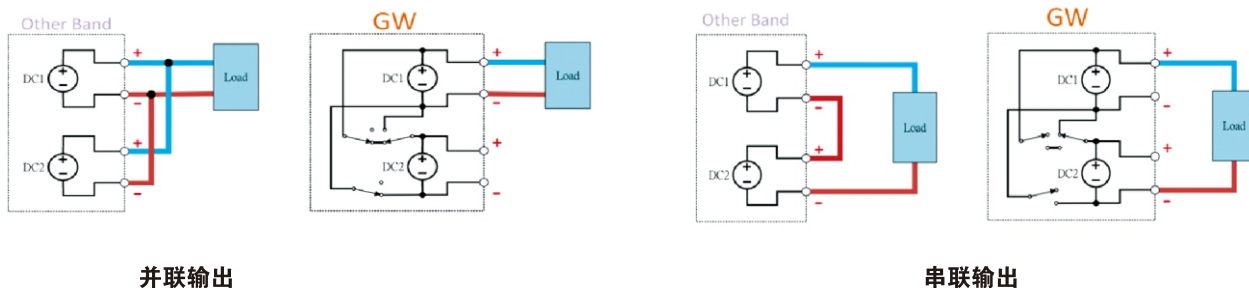 Other Band
GW
+
DC1
-
Load
+
DC2
-
+
DC1
-
Load
+
DC2
-
并联输出
Other Band
GW
+
DC1
-
+
DC2
-
Load
+
DC1
-
+
DC2
-
Load
串联输出